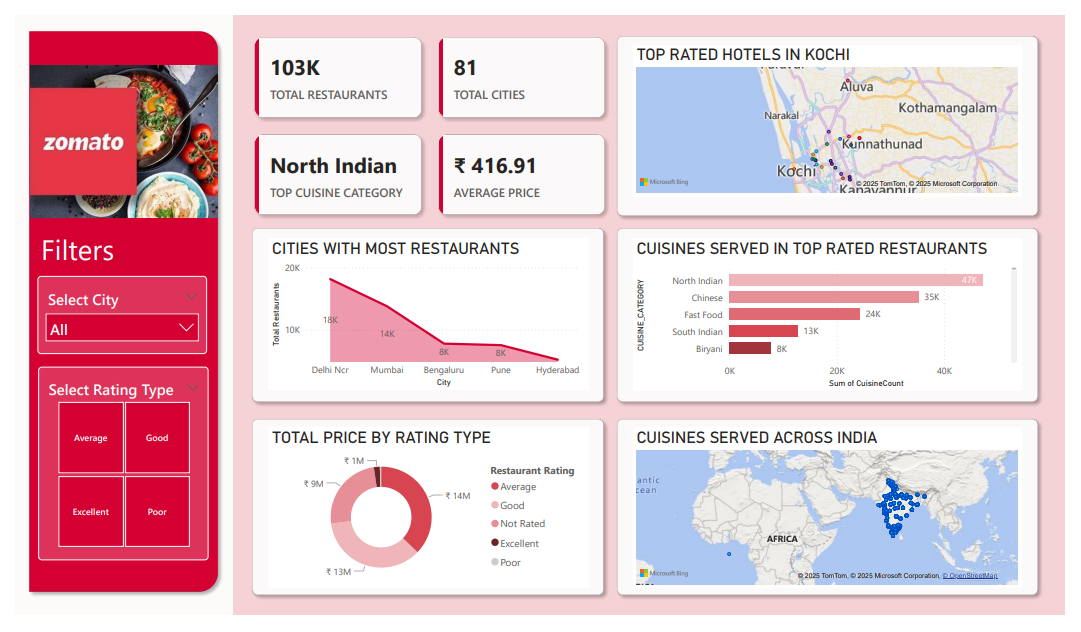 zomato
Filters
Select City
All
Select Rating Type
Average
Good
Excellent
Poor
103K
TOTAL RESTAURANTS
81
TOTAL CITIES
North Indian
TOP CUISINE CATEGORY
₹ 416.91
AVERAGE PRICE
TOP RATED HOTELS IN KOCHI
Aluva
Kothamangalam
Narakal
Kunnathunad
Kochi
Kanayannur
Microsoft Bing
© 2025 TomTom, © 2025 Microsoft Corporation
CITIES WITH MOST RESTAURANTS
Total Restaurants
20K
10K
18K
14K
8K
8K
Delhi Ncr
Mumbai
Bengaluru
Pune
Hyderabad
City
CUISINES SERVED IN TOP RATED RESTAURANTS
CUISINE_CATEGORY
North Indian
47K
Chinese
35K
Fast Food
24K
South Indian
13K
Biryani
8K
0K
20K
40K
Sum of CuisineCount
TOTAL PRICE BY RATING TYPE
₹ 1M
₹ 9M
₹ 14M
₹ 13M
Restaurant Rating
Average
Good
Not Rated
Excellent
Poor
CUISINES SERVED ACROSS INDIA
antic
cean
AFRICA
Microsoft Bing
© 2025 TomTom, © 2025 Microsoft Corporation, © OpenStreetMap